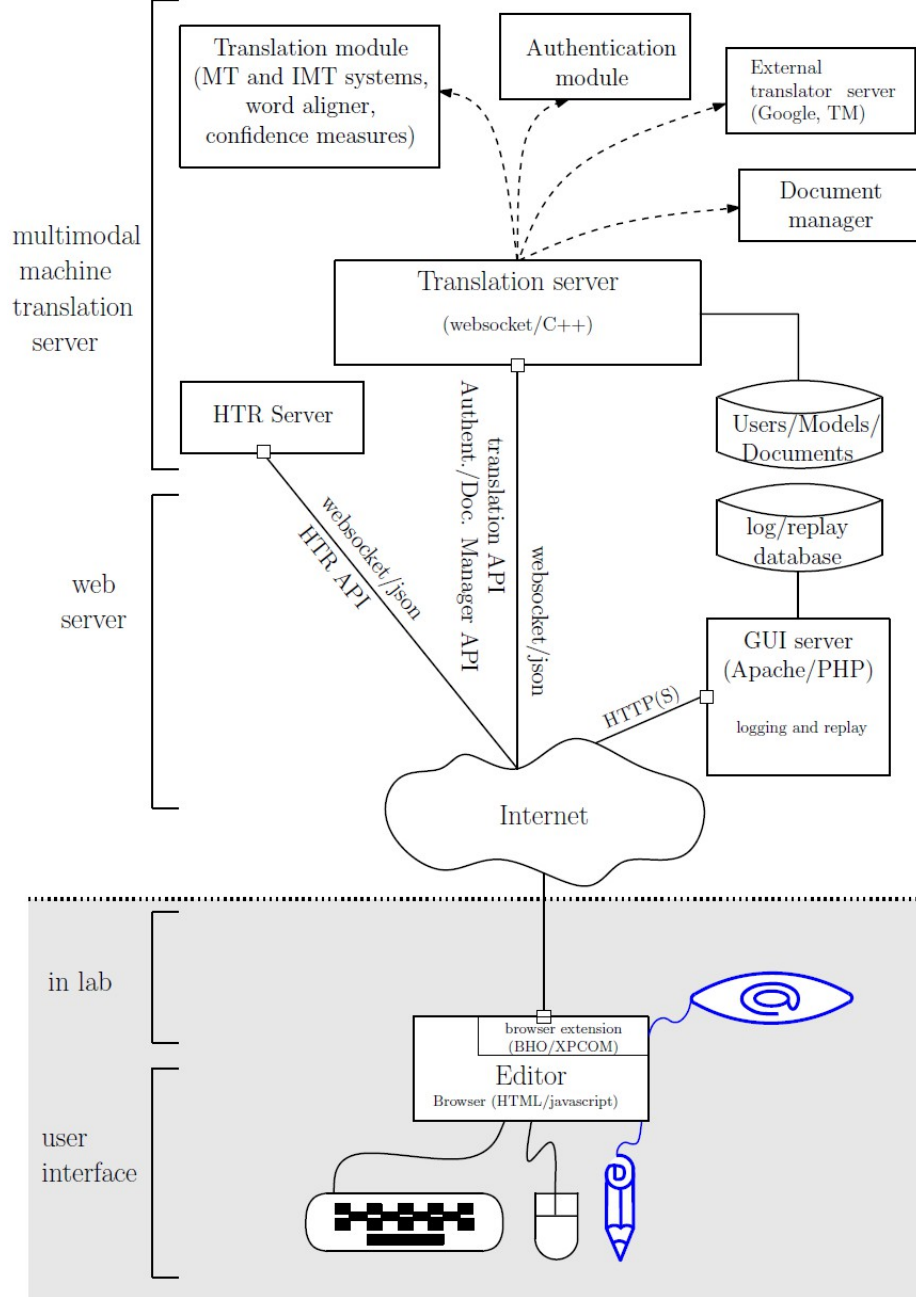 Translation module
(MT and IMT systems,
word aligner,
confidence measures)
Authentication
module
External
translator server
(Google, TM)
Document
manager
multimodal
machine
translation
server
Translation server
(websocket/C++)
HTR Server
Users/Models/
Documents
websocket/json
HTR API
translation API
Authent./Doc. Manager API
websocket/json
log/replay
database
web
server
GUI server
(Apache/PHP)
logging and replay
HTTP(S)
Internet
in lab
browser extension
(BHO/XPCOM)
Editor
Browser (HTML/javascript)
user
interface